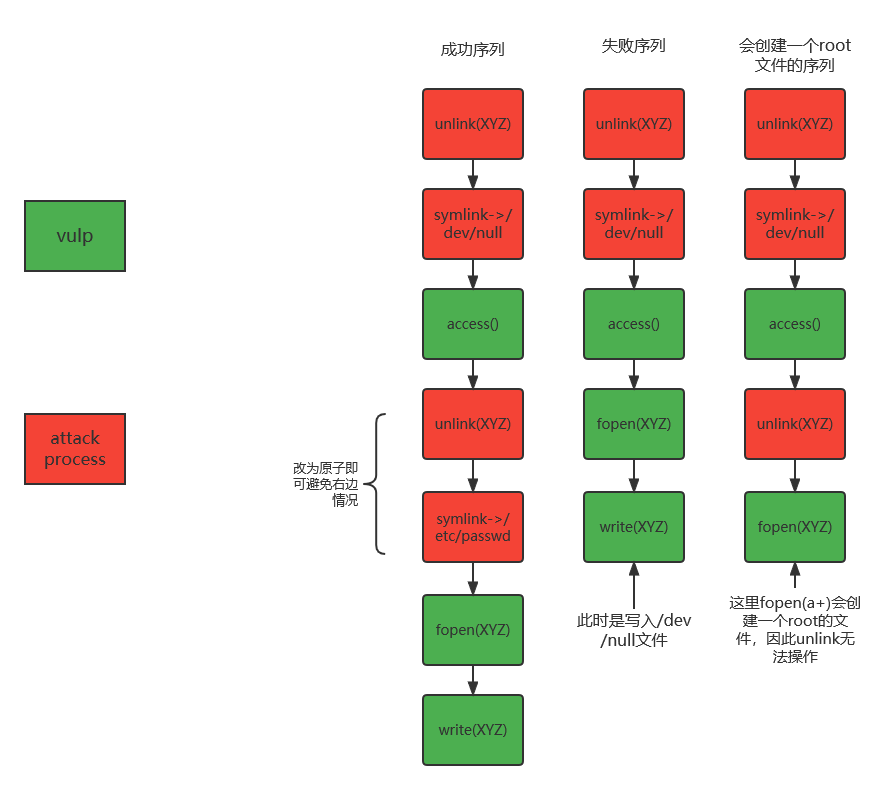 成功序列
失败序列
会创建一个root
文件的序列
vulp
attack
process
unlink(XYZ)
symlink->/
dev/null
access()
unlink(XYZ)
改为原子即
可避免右边
情况
symlink->/
etc/passwd
fopen(XYZ)
write(XYZ)
unlink(XYZ)
symlink->/
dev/null
access()
fopen(XYZ)
write(XYZ)
此时是写入/dev
/null文件
unlink(XYZ)
symlink->/
dev/null
access()
unlink(XYZ)
fopen(XYZ)
这里fopen(a+)会创
建一个root的文
件，因此unlink无
法操作